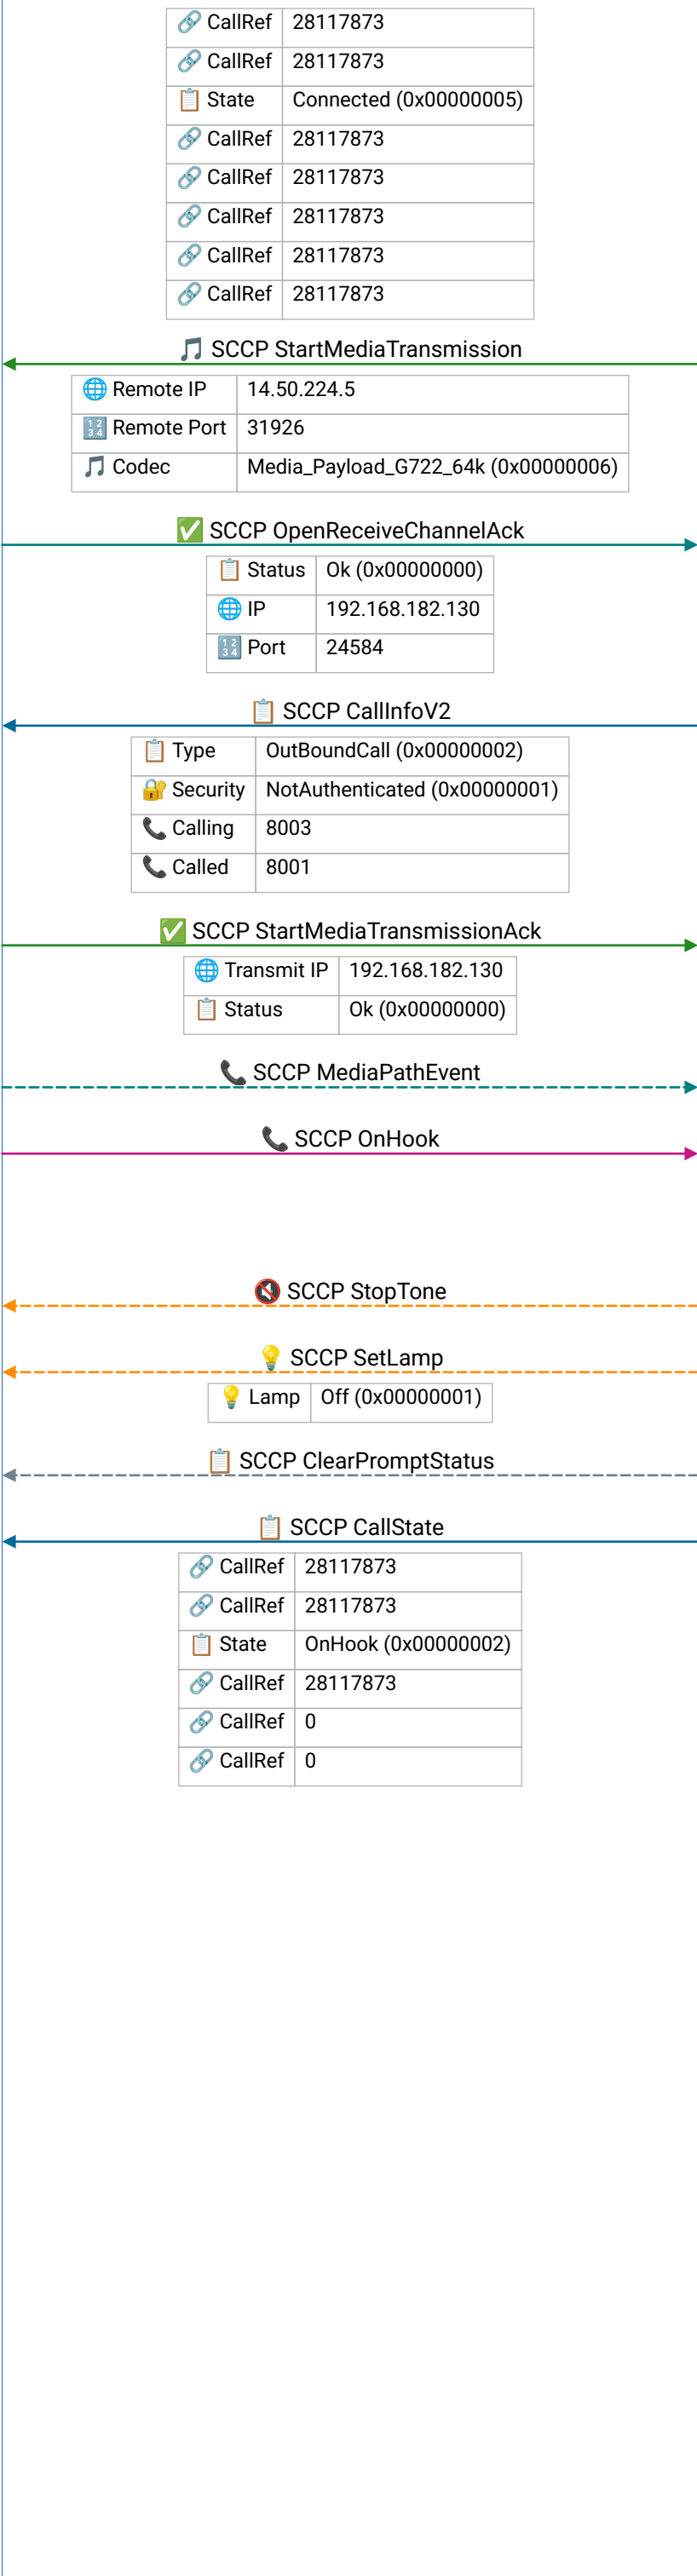 🔗 CallRef 28117873
🔗 CallRef 28117873
📋 State Connected (0x00000005)
🔗 CallRef 28117873
🔗 CallRef 28117873
🔗 CallRef 28117873
🔗 CallRef 28117873
🔗 CallRef 28117873
🎵 SCCP StartMediaTransmission
🌐 Remote IP 14.50.224.5
🔢 Remote Port 31926
🎵 Codec Media_Payload_G722_64k (0x00000006)
✅ SCCP OpenReceiveChannelAck
📋 Status Ok (0x00000000)
🌐 IP 192.168.182.130
🔢 Port 24584
📋 SCCP CallInfoV2
📋 Type OutBoundCall (0x00000002)
🔐 Security NotAuthenticated (0x00000001)
📞 Calling 8003
📞 Called 8001
✅ SCCP StartMediaTransmissionAck
🌐 Transmit IP 192.168.182.130
📋 Status Ok (0x00000000)
📞 SCCP MediaPathEvent
📞 SCCP OnHook
🔇 SCCP StopTone
💡 SCCP SetLamp
💡 Lamp Off (0x00000001)
📋 SCCP ClearPromptStatus
📋 SCCP CallState
🔗 CallRef 28117873
🔗 CallRef 28117873
📋 State OnHook (0x00000002)
🔗 CallRef 28117873
🔗 CallRef 0
🔗 CallRef 0